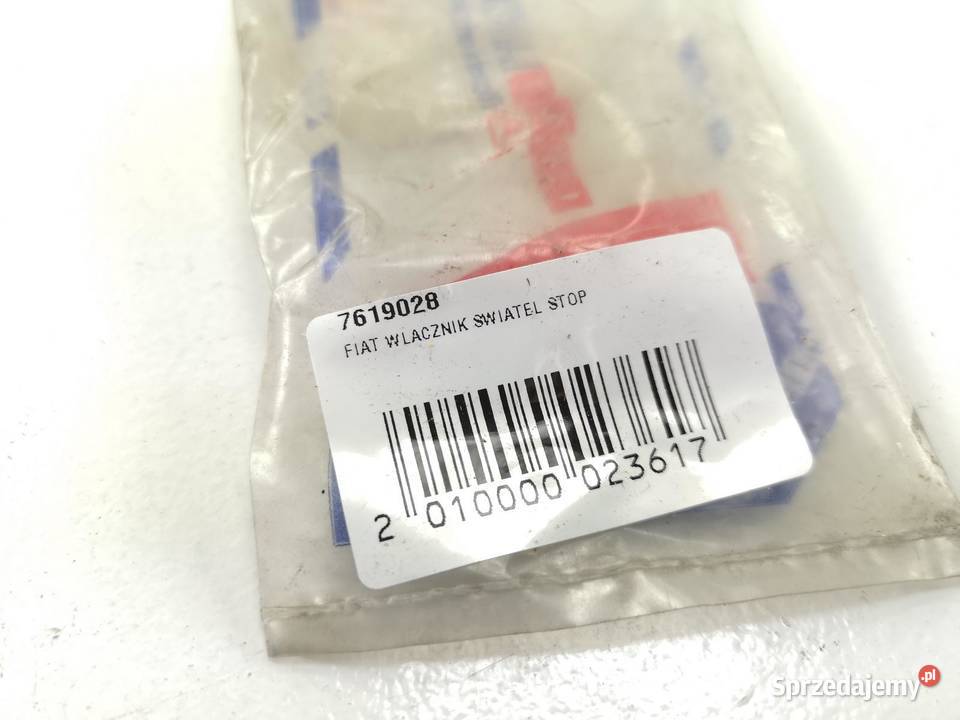 7619028
FIAT WLACZNIK SWIATEL STOP
2 010000 023617
Sprzedajemy.pl